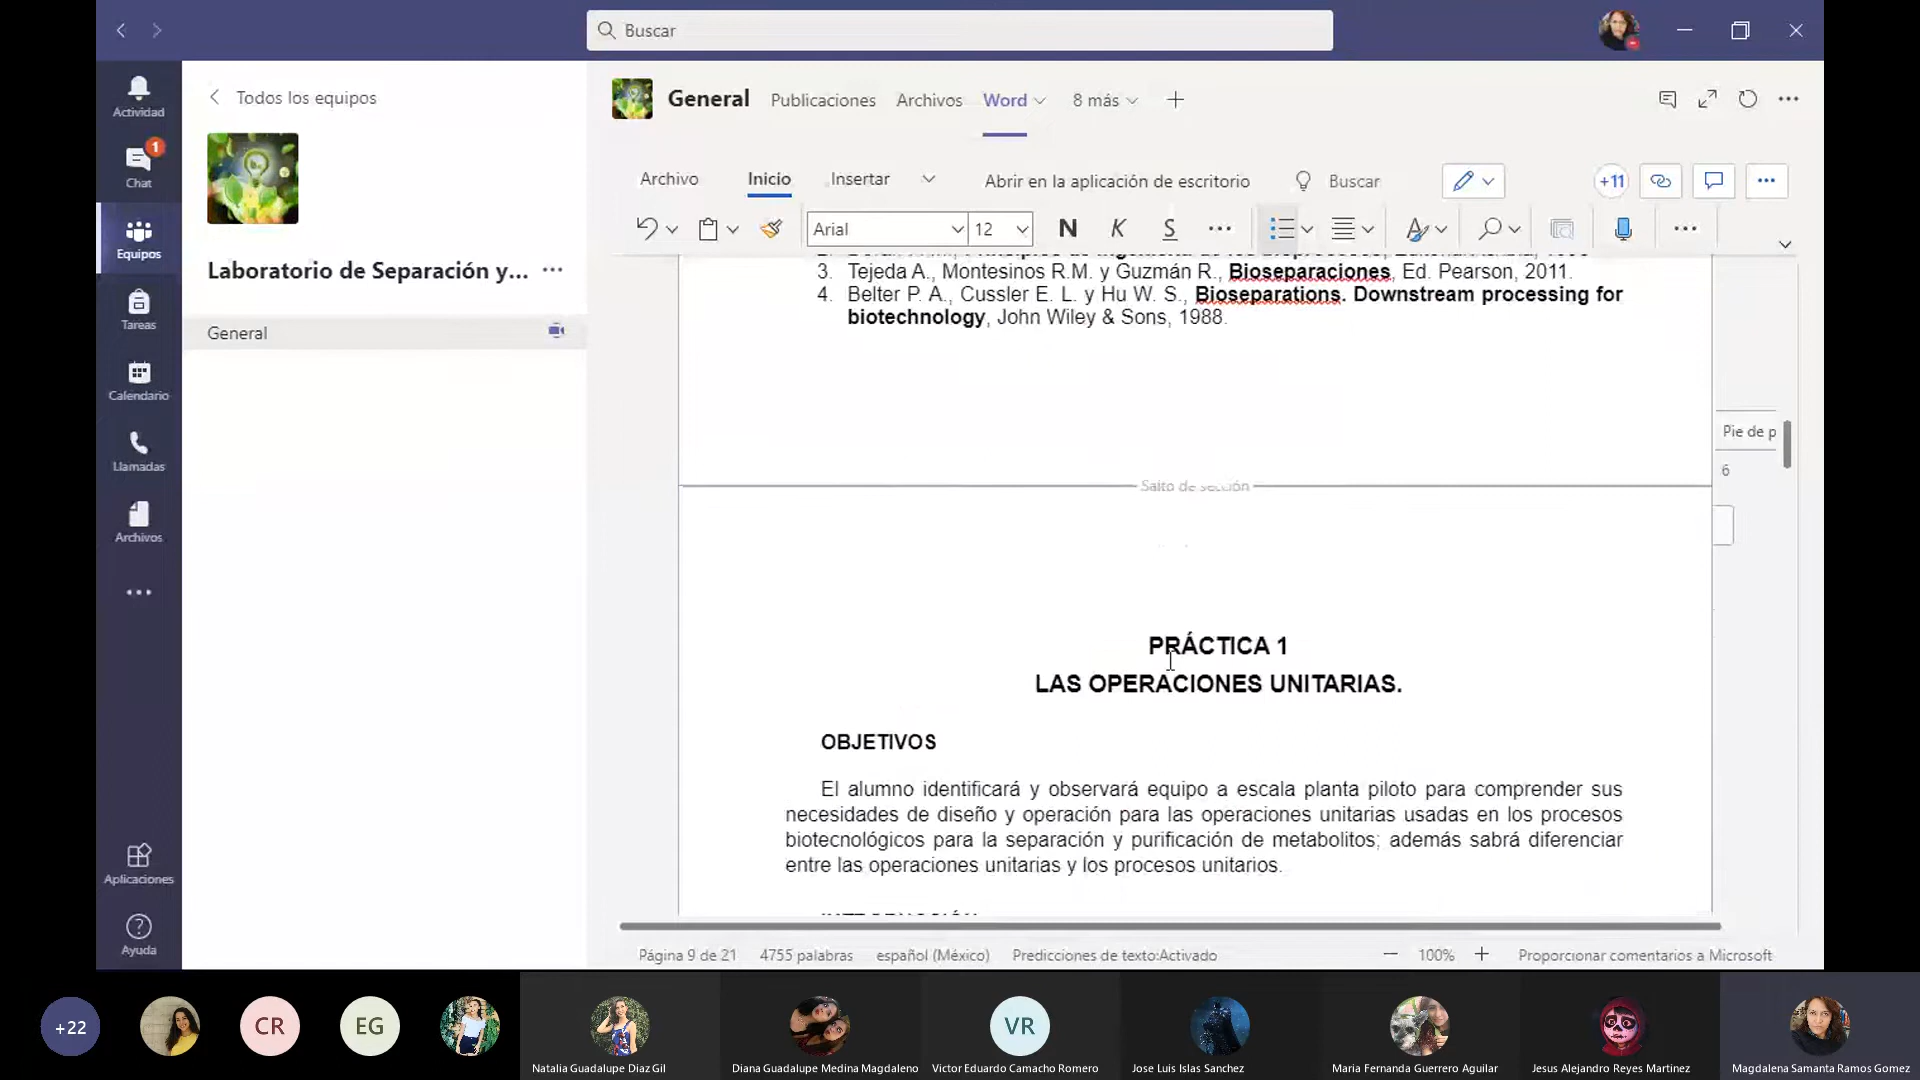 Buscar
Actividad
1
Chat
Equipos
Tareas
Calendario
Llamadas
Archivos
Aplicaciones
Ayuda
Todos los equipos
Laboratorio de Separación y...
General
General Publicaciones Archivos Word 8 más
Archivo Inicio Insertar Abrir en la aplicación de escritorio Buscar +11
Arial 12 N K S
3. Tejeda A., Montesinos R.M. y Guzmán R., Bioseparaciones, Ed. Pearson, 2011.
4. Belter P. A., Cussler E. L. y Hu W. S., Bioseparations. Downstream processing for
biotechnology, John Wiley & Sons, 1988.
Pie de p
6
Salto de sección
PRÁCTICA 1
LAS OPERACIONES UNITARIAS.
OBJETIVOS
El alumno identificará y observará equipo a escala planta piloto para comprender sus
necesidades de diseño y operación para las operaciones unitarias usadas en los procesos
biotecnológicos para la separación y purificación de metabolitos; además sabrá diferenciar
entre las operaciones unitarias y los procesos unitarios.
Página 9 de 21 4755 palabras español (México) Predicciones de texto:Activado 100% Proporcionar comentarios a Microsoft
+22 CR EG VR
Natalia Guadalupe Diaz Gil
Diana Guadalupe Medina Magdaleno
Victor Eduardo Camacho Romero
Jose Luis Islas Sanchez
Maria Fernanda Guerrero Aguilar
Jesus Alejandro Reyes Martinez
Magdalena Samanta Ramos Gomez